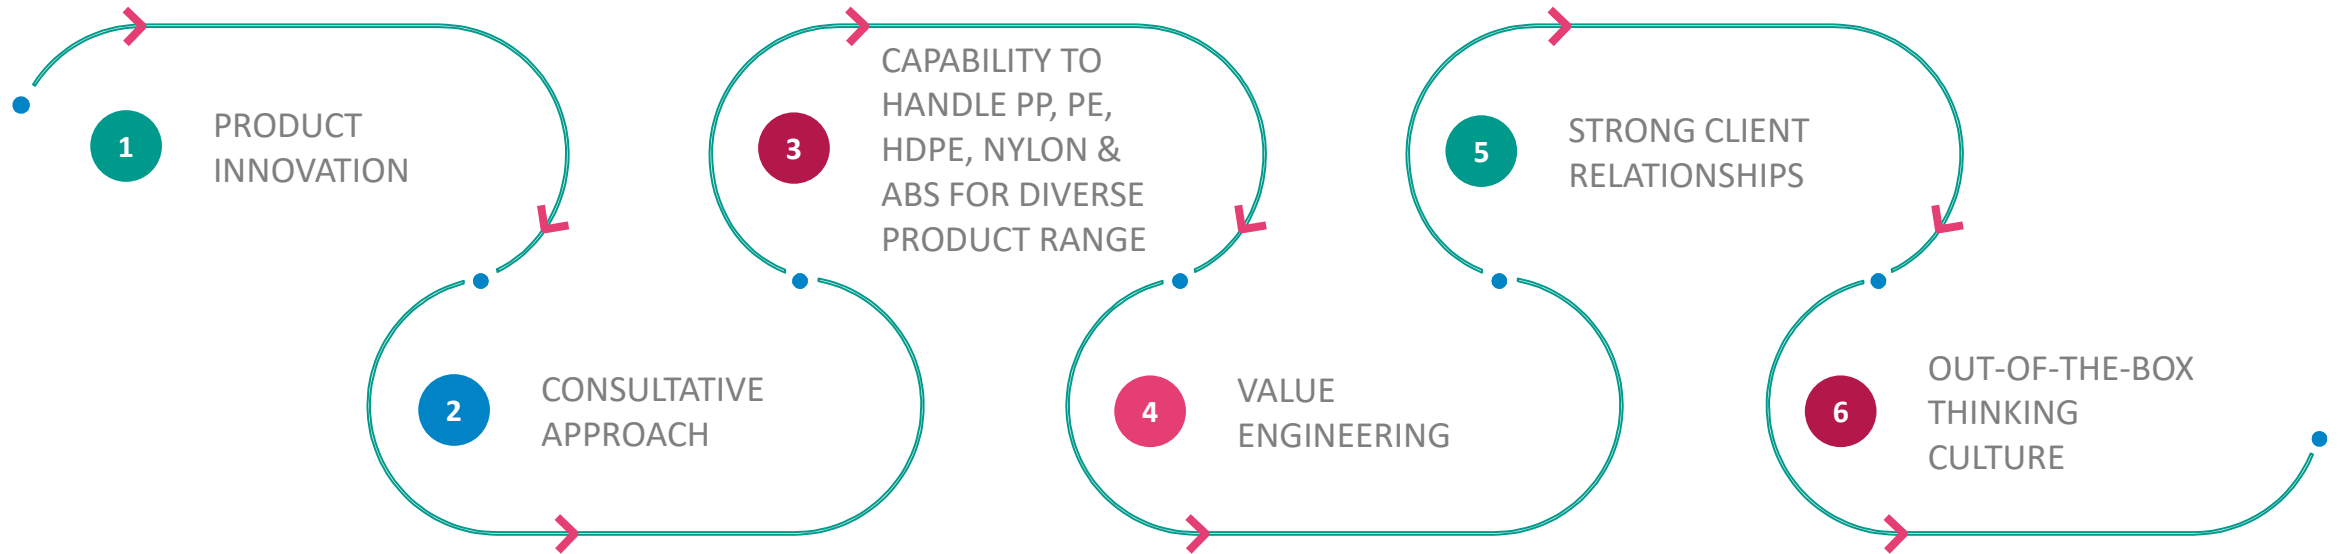 1
PRODUCT
INNOVATION
2
CONSULTATIVE
APPROACH
3
CAPABILITY TO
HANDLE PP, PE,
HDPE, NYLON &
ABS FOR DIVERSE
PRODUCT RANGE
4
VALUE
ENGINEERING
5
STRONG CLIENT
RELATIONSHIPS
6
OUT-OF-THE-BOX
THINKING
CULTURE